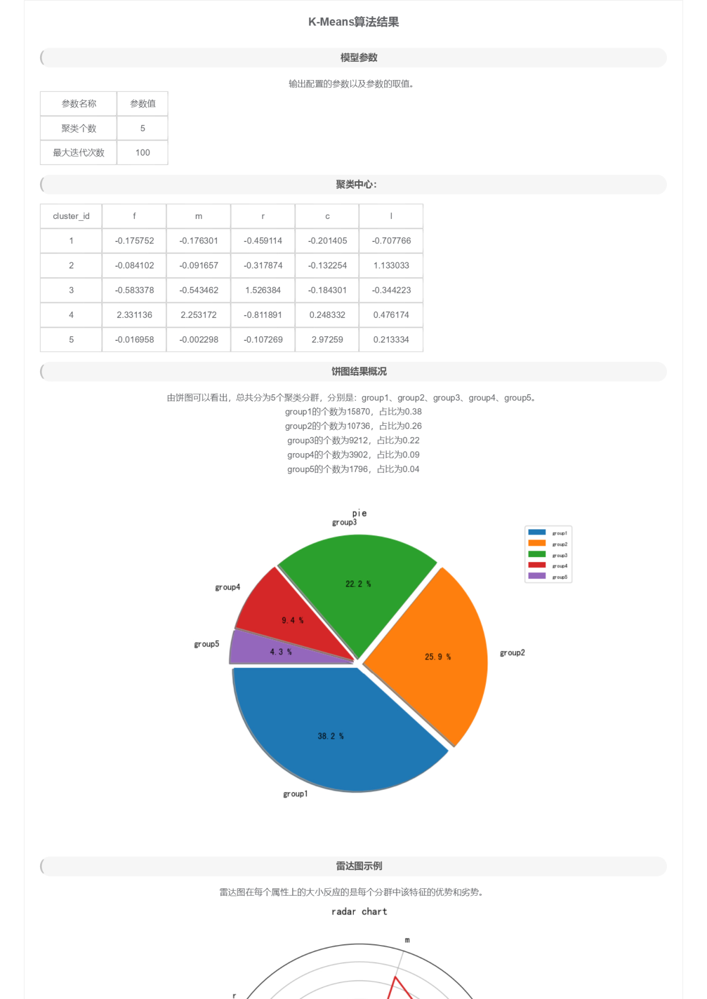 K-Means算法结果
模型参数
输出配置的参数以及参数的取值。
参数名称 参数值
聚类个数 5
最大迭代次数 100
聚类中心：
cluster_id f m r c l
1 -0.175752 -0.176301 -0.459114 -0.201405 -0.707766
2 -0.084102 -0.091657 -0.317874 -0.132254 1.133033
3 -0.583378 -0.543462 1.526384 -0.184301 -0.344223
4 2.331136 2.253172 -0.811891 0.248332 0.476174
5 -0.016958 -0.002298 -0.107269 2.97259 0.213334
饼图结果概况
由饼图可以看出，总共分为5个聚类分群，分别是：group1、group2、group3、group4、group5。
group1的个数为15870，占比为0.38
group2的个数为10736，占比为0.26
group3的个数为9212，占比为0.22
group4的个数为3902，占比为0.09
group5的个数为1796，占比为0.04
pie
group3
group1
group2
group3
group4
group5
22.2 %
group4
9.4 %
group5
4.3 %
25.9 %
group2
38.2 %
group1
雷达图示例
雷达图在每个属性上的大小反应的是每个分群中该特征的优势和劣势。
radar chart
m
r